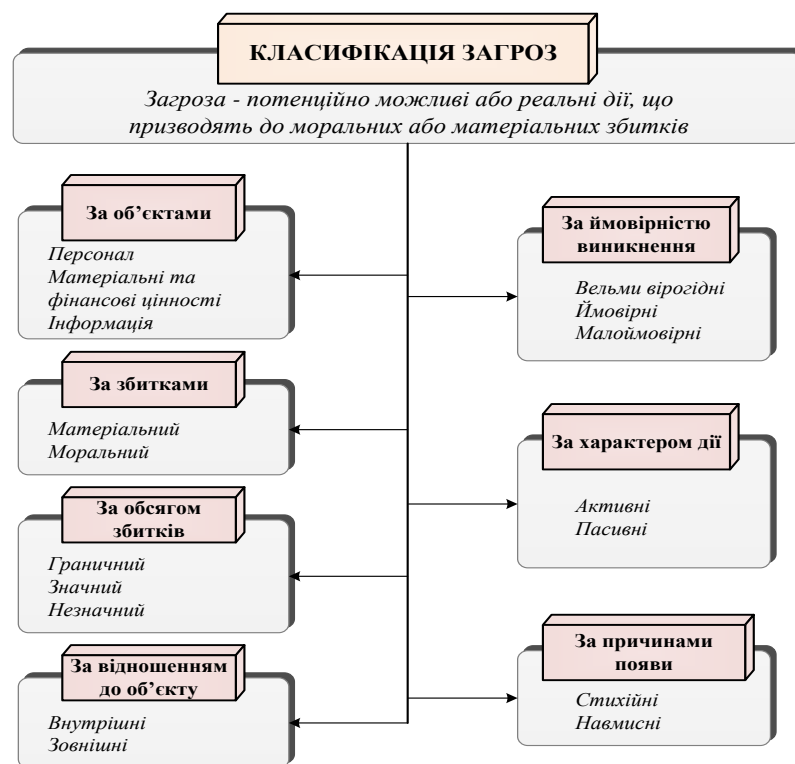 КЛАСИФІКАЦІЯ ЗАГРОЗ
Загроза - потенційно можливі або реальні дії, що
призводять до моральних або матеріальних збитків
За об’єктами
Персонал
Матеріальні та
фінансові цінності
Інформація
За збитками
Матеріальний
Моральний
За обсягом
збитків
Граничний
Значний
Незначний
За відношенням
до об’єкту
Внутрішні
Зовнішні
За ймовірністю
виникнення
Вельми вірогідні
Ймовірні
Малоймовірні
За характером дії
Активні
Пасивні
За причинами
появи
Стихійні
Навмисні